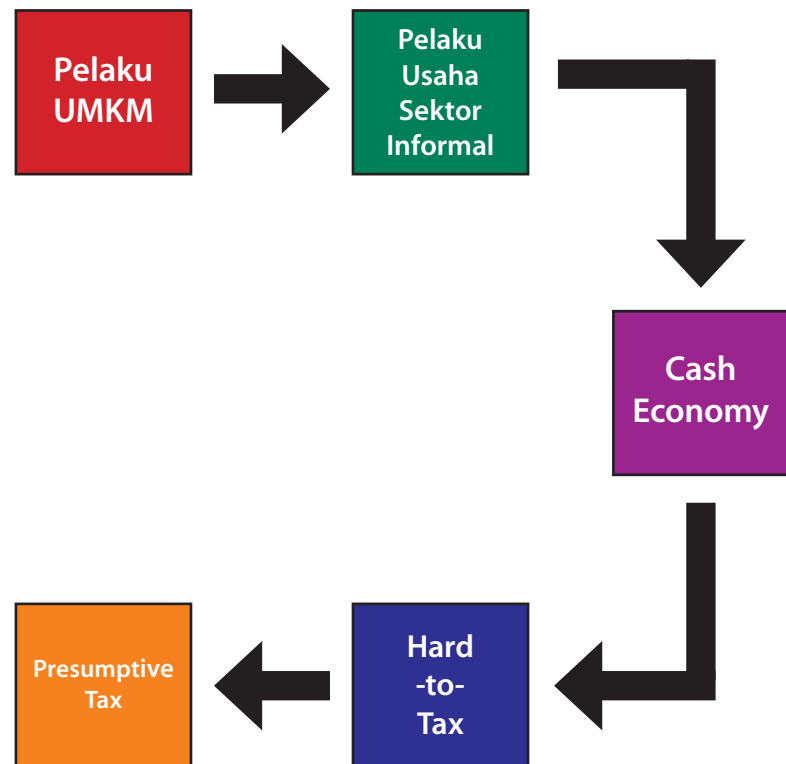 Pelaku
UMKM
Pelaku
Usaha
Sektor
Informal
Cash
Economy
Hard
-to-
Tax
Presumptive
Tax